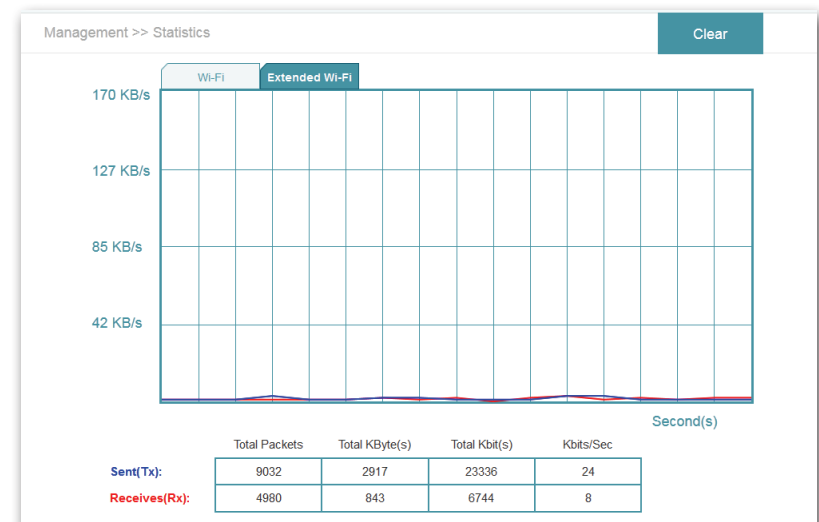 Management >> Statistics
Clear
Wi-Fi
Extended Wi-Fi
170 KB/s
127 KB/s
85 KB/s
42 KB/s
Second(s)
Total Packets Total KByte(s) Total Kbit(s) Kbits/Sec
Sent(Tx): 9032 2917 23336 24
Receives(Rx): 4980 843 6744 8